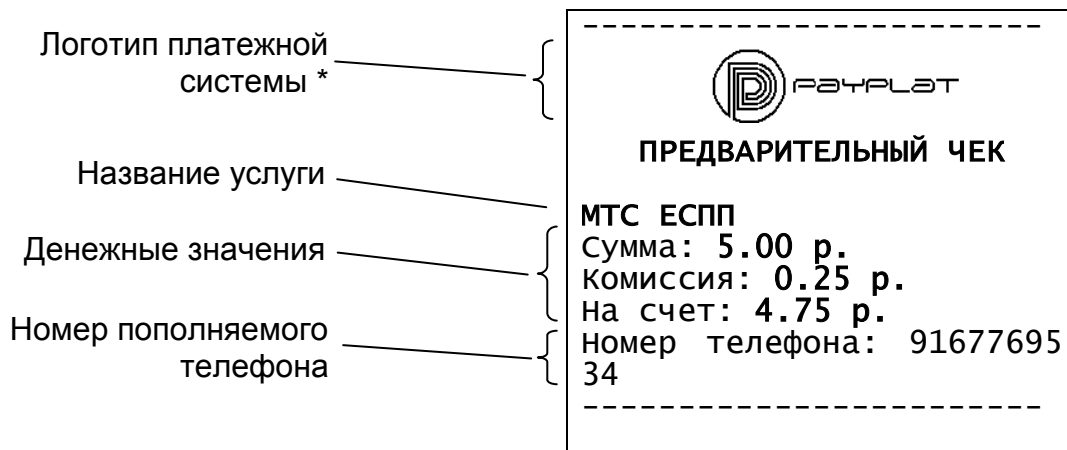 Логотип платежной
системы *
Название услуги
Денежные значения
Номер пополняемого
телефона
-------------------------
PAYPLAT
ПРЕДВАРИТЕЛЬНЫЙ ЧЕК
МТС ЕСПП
Сумма: 5.00 р.
Комиссия: 0.25 р.
На счет: 4.75 р.
Номер телефона: 91677695
34
-------------------------